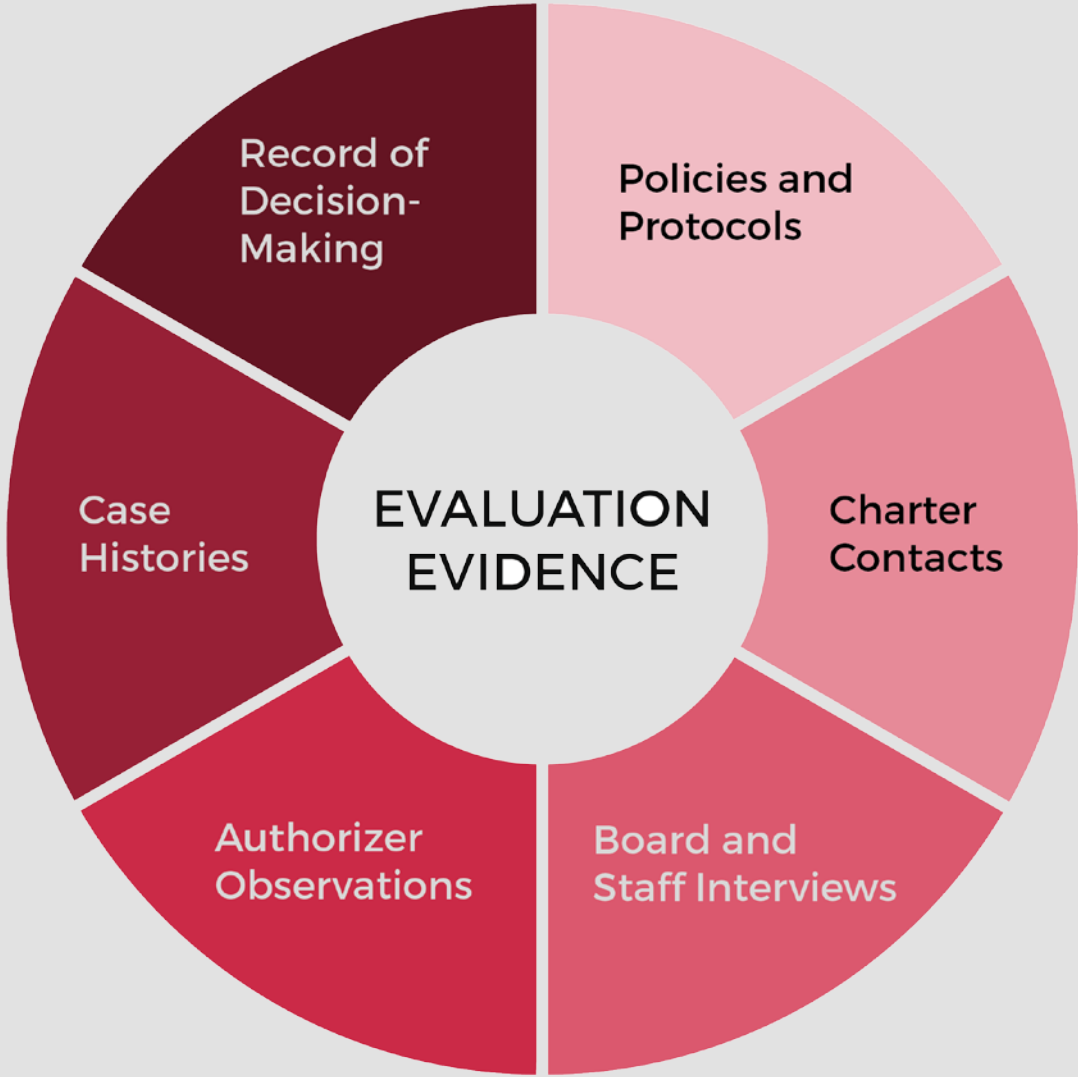 Record of
Decision-
Making
Policies and
Protocols
Case
Histories
EVALUATION
EVIDENCE
Charter
Contacts
Authorizer
Observations
Board and
Staff Interviews